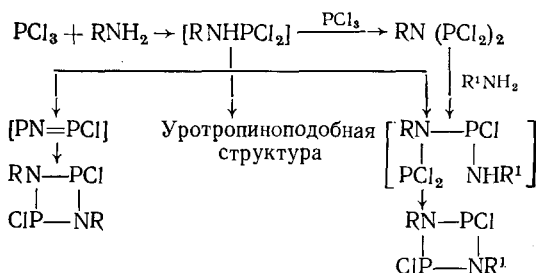 PCl₃ + RNH₂ → [RNHPCl₂] —PCl₃→ RN (PCl₂)₂
R¹NH₂
[PN=PCl] Уротропиноподобная RN—PCl
структура PCl₂ NHR¹
RN—PCl
ClP—NR
RN—PCl
ClP—NR¹